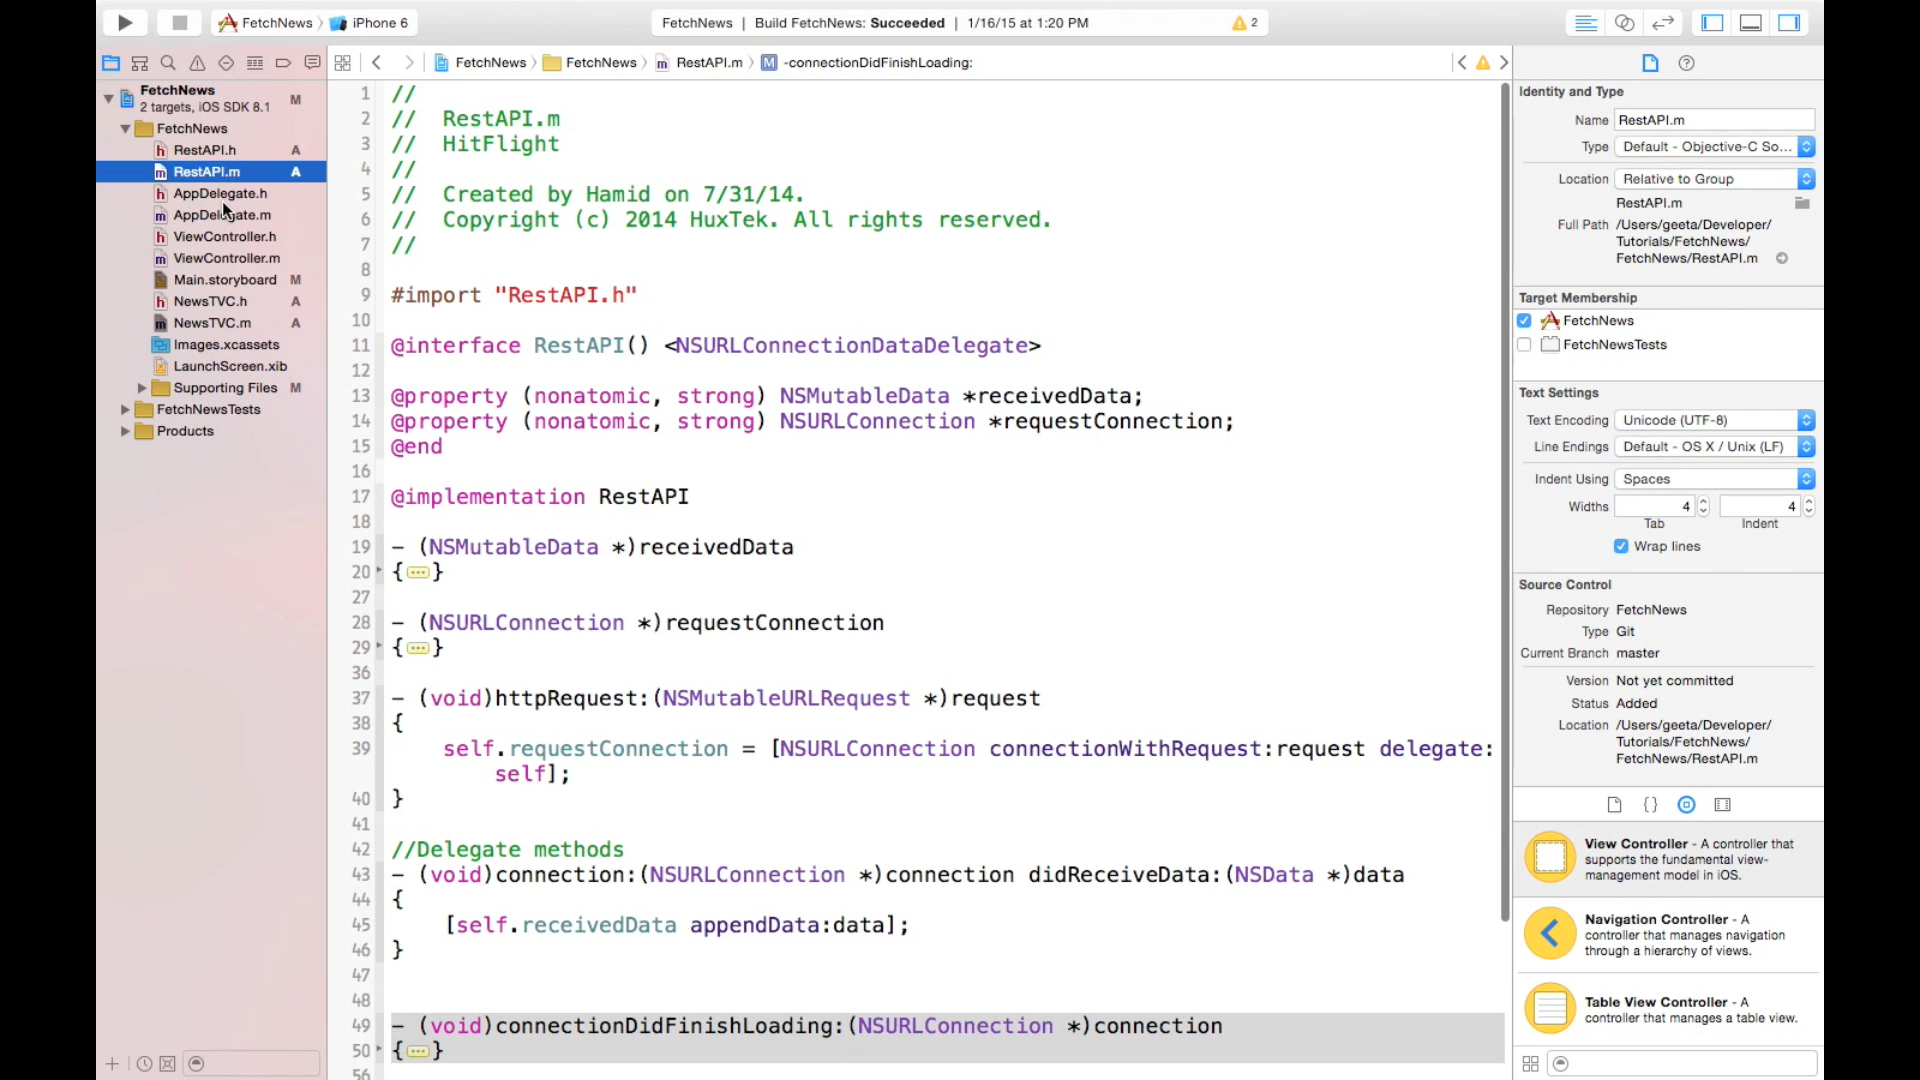 FetchNews > iPhone 6
FetchNews | Build FetchNews: Succeeded | 1/16/15 at 1:20 PM
2
FetchNews > FetchNews > m RestAPI.m > M -connectionDidFinishLoading:
FetchNews
2 targets, iOS SDK 8.1 M
FetchNews
h RestAPI.h A
m RestAPI.m A
h AppDelegate.h
m AppDelegate.m
h ViewController.h
m ViewController.m
Main.storyboard M
h NewsTVC.h A
m NewsTVC.m A
Images.xcassets
LaunchScreen.xib
Supporting Files M
FetchNewsTests
Products
1 //
2 //  RestAPI.m
3 //  HitFlight
4 //
5 //  Created by Hamid on 7/31/14.
6 //  Copyright (c) 2014 HuxTek. All rights reserved.
7 //
8
9 #import "RestAPI.h"
10
11 @interface RestAPI() <NSURLConnectionDataDelegate>
12
13 @property (nonatomic, strong) NSMutableData *receivedData;
14 @property (nonatomic, strong) NSURLConnection *requestConnection;
15 @end
16
17 @implementation RestAPI
18
19 - (NSMutableData *)receivedData
20 {...}
27
28 - (NSURLConnection *)requestConnection
29 {...}
36
37 - (void)httpRequest:(NSMutableURLRequest *)request
38 {
39     self.requestConnection = [NSURLConnection connectionWithRequest:request delegate:
self];
40 }
41
42 //Delegate methods
43 - (void)connection:(NSURLConnection *)connection didReceiveData:(NSData *)data
44 {
45     [self.receivedData appendData:data];
46 }
47
48
49 - (void)connectionDidFinishLoading:(NSURLConnection *)connection
50 {...}
56
Identity and Type
Name RestAPI.m
Type Default - Objective-C So...
Location Relative to Group
RestAPI.m
Full Path /Users/geeta/Developer/
Tutorials/FetchNews/
FetchNews/RestAPI.m
Target Membership
FetchNews
FetchNewsTests
Text Settings
Text Encoding Unicode (UTF-8)
Line Endings Default - OS X / Unix (LF)
Indent Using Spaces
Widths 4 4
Tab Indent
Wrap lines
Source Control
Repository FetchNews
Type Git
Current Branch master
Version Not yet committed
Status Added
Location /Users/geeta/Developer/
Tutorials/FetchNews/
FetchNews/RestAPI.m
{}
View Controller - A controller that
supports the fundamental view-
management model in iOS.
Navigation Controller - A
controller that manages navigation
through a hierarchy of views.
Table View Controller - A
controller that manages a table view.